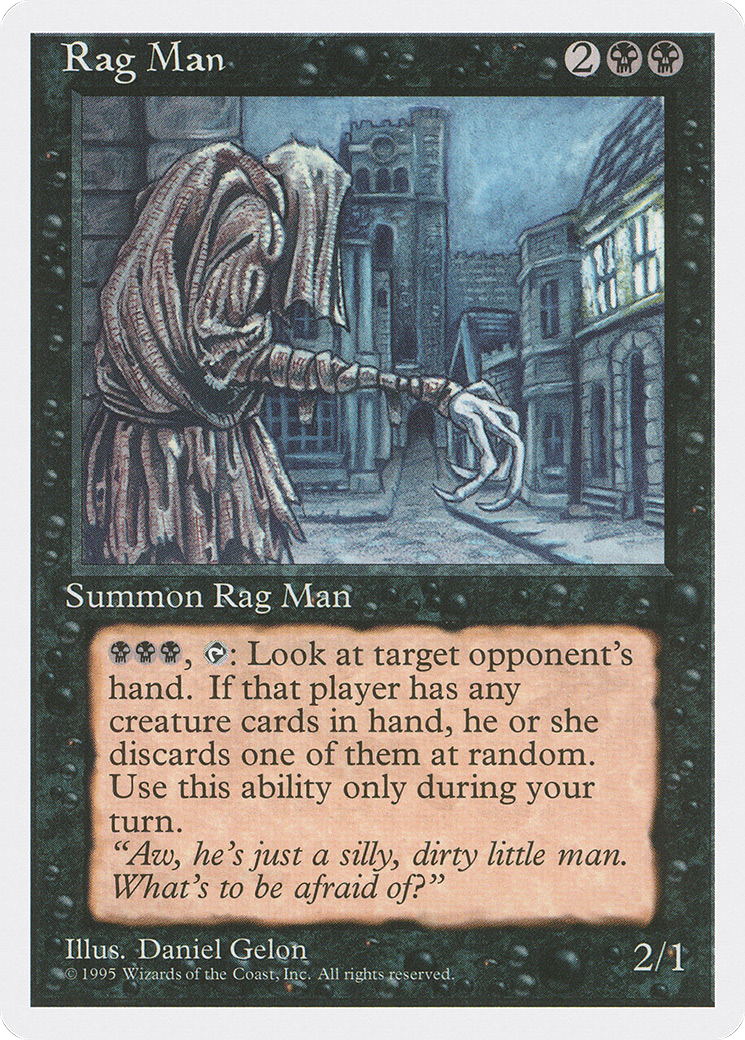 Rag Man 2
Summon Rag Man
, : Look at target opponent's
hand. If that player has any
creature cards in hand, he or she
discards one of them at random.
Use this ability only during your
turn.
“Aw, he's just a silly, dirty little man.
What's to be afraid of?”
Illus. Daniel Gelon
© 1995 Wizards of the Coast, Inc. All rights reserved.
2/1